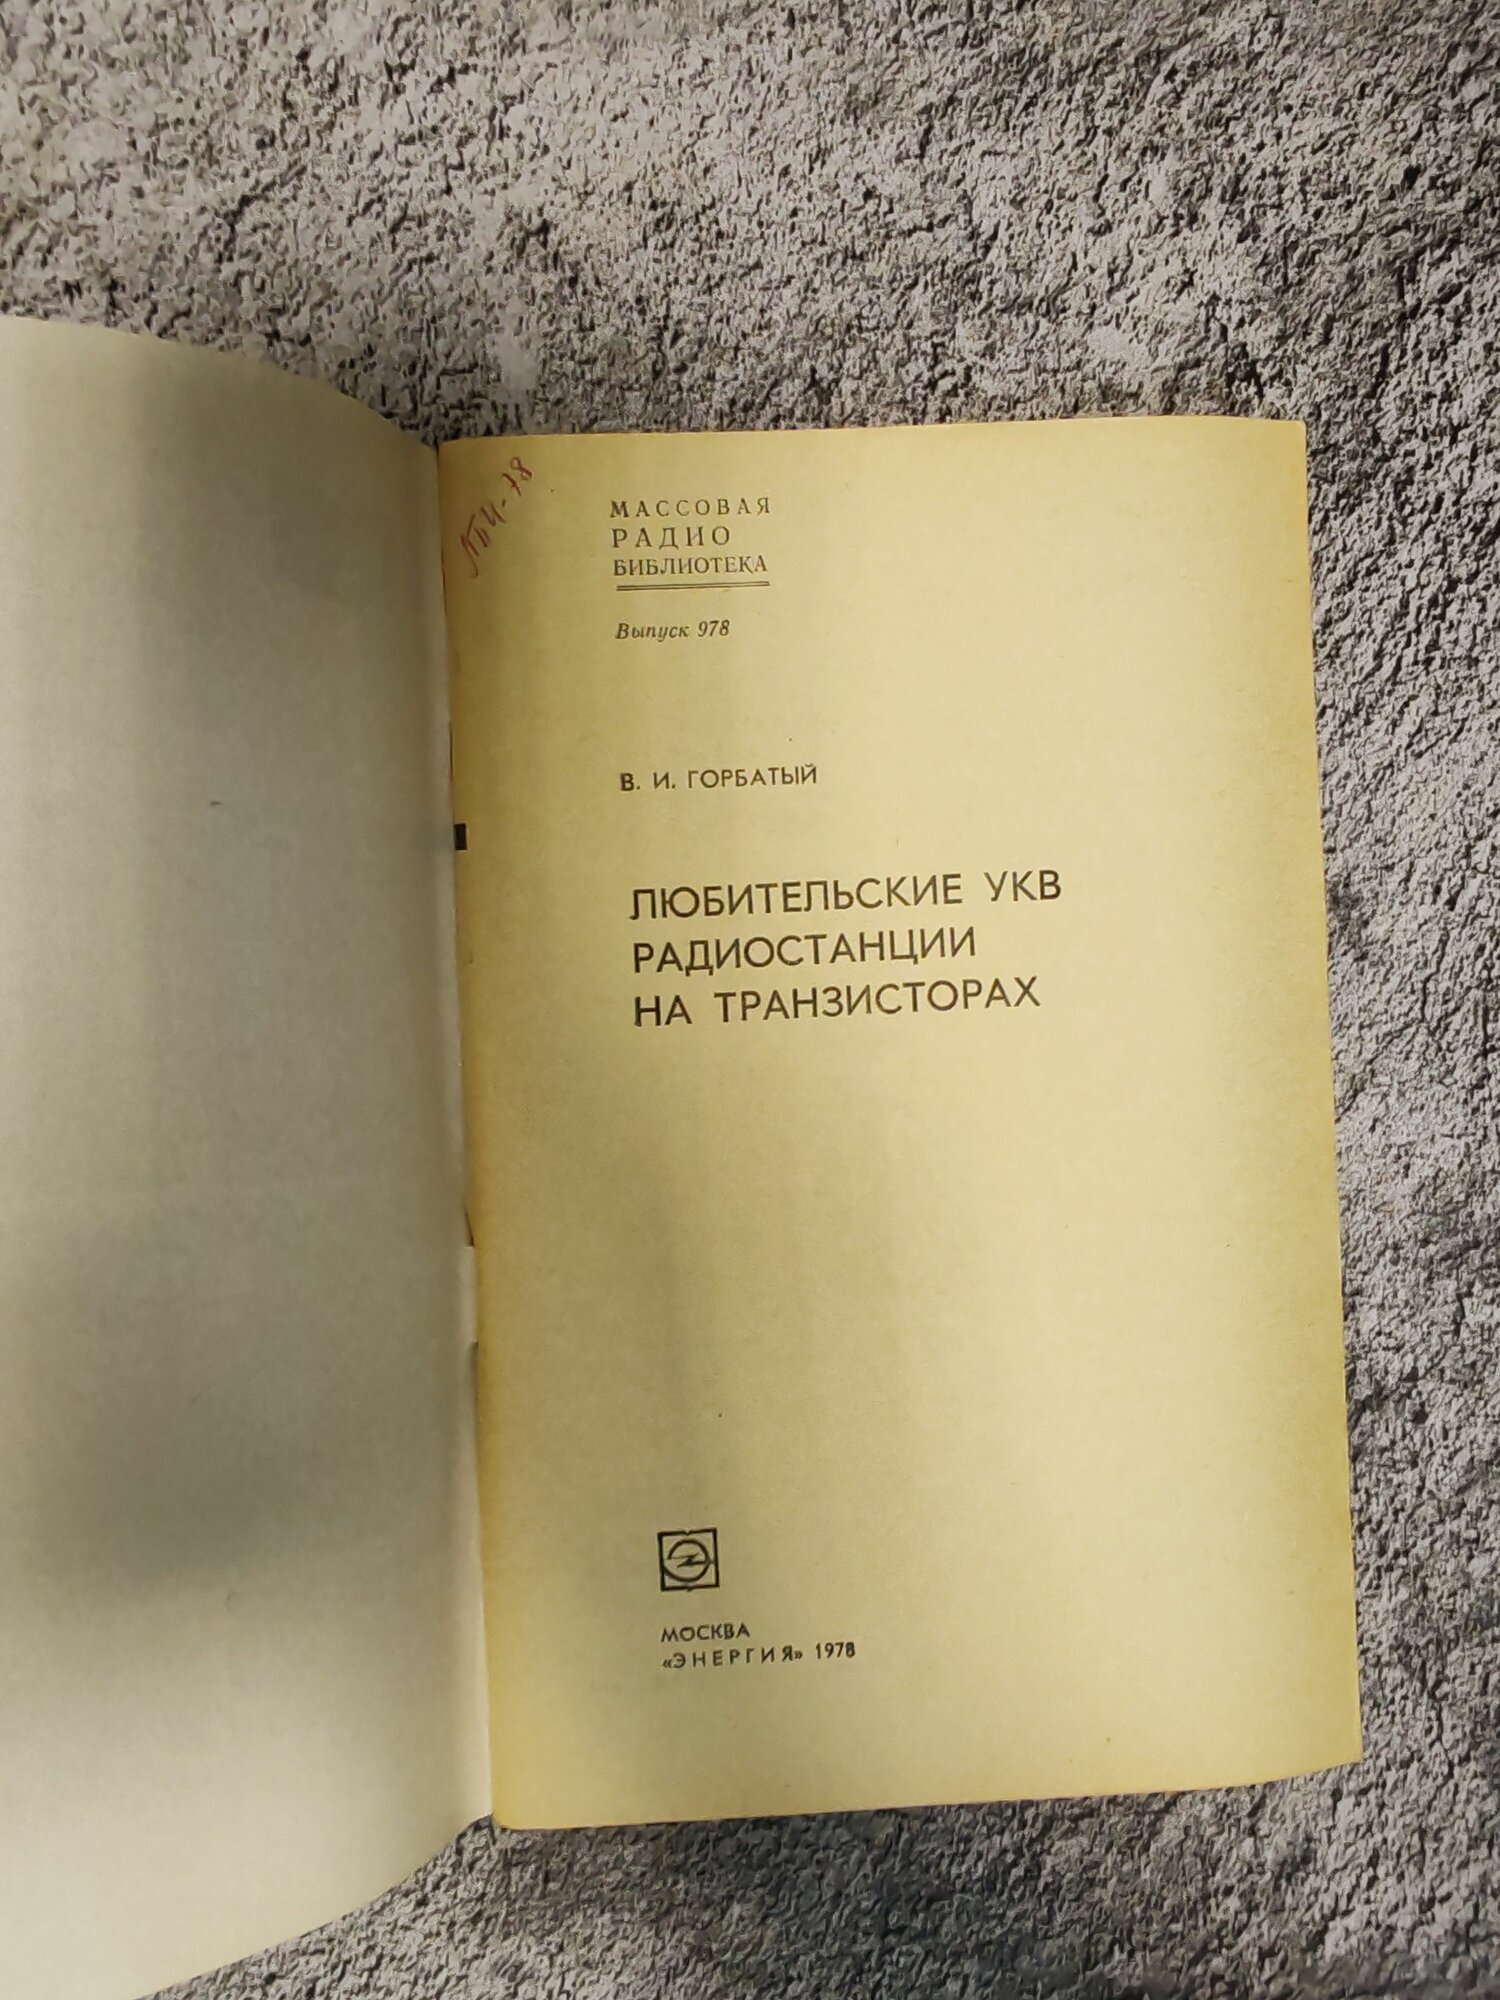 МАССОВАЯ
РАДИО
БИБЛИОТЕКА
Выпуск 978
В. И. ГОРБАТЫЙ
ЛЮБИТЕЛЬСКИЕ УКВ
РАДИОСТАНЦИИ
НА ТРАНЗИСТОРАХ
МОСКВА
«ЭНЕРГИЯ» 1978